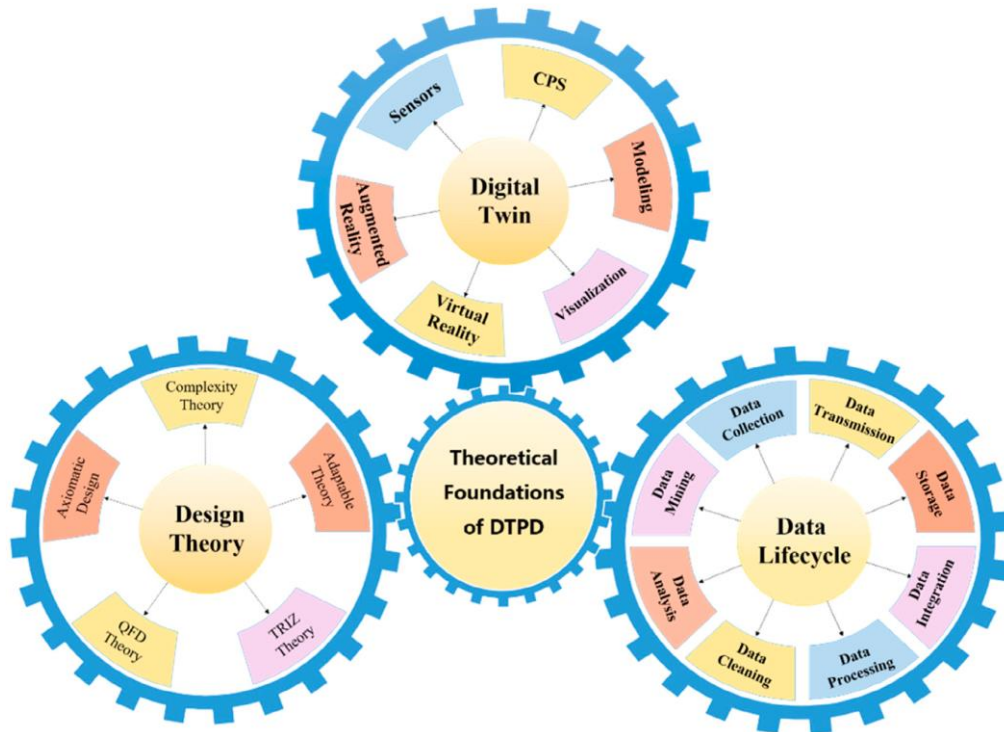 CPS
Sensors
Modeling
Digital
Twin
Augmented
Reality
Visualization
Virtual
Reality
Theoretical
Foundations
of DTPD
Complexity
Theory
Axiomatic
Design
Adaptable
Theory
Design
Theory
QFD
Theory
TRIZ
Theory
Data
Collection
Data
Transmission
Data
Mining
Data
Storage
Data
Lifecycle
Data
Analysis
Data
Integration
Data
Cleaning
Data
Processing